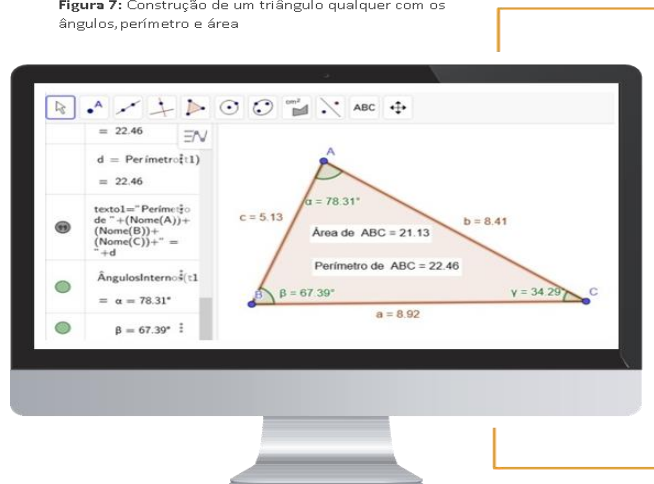 Figura 7: Construção de um triângulo qualquer com os
ângulos, perímetro e área
A
cm²
ABC
= 22.46
d = Perímetro(t1)
= 22.46
texto1="Perímetro
de "+(Nome(A))+
(Nome(B))+
(Nome(C))+" =
"+d
ÂngulosInternos(t1
= α = 78.31°
β = 67.39°
A
α = 78.31°
c = 5.13
b = 8.41
Área de ABC = 21.13
Perímetro de ABC = 22.46
B
β = 67.39°
γ = 34.29°
C
a = 8.92